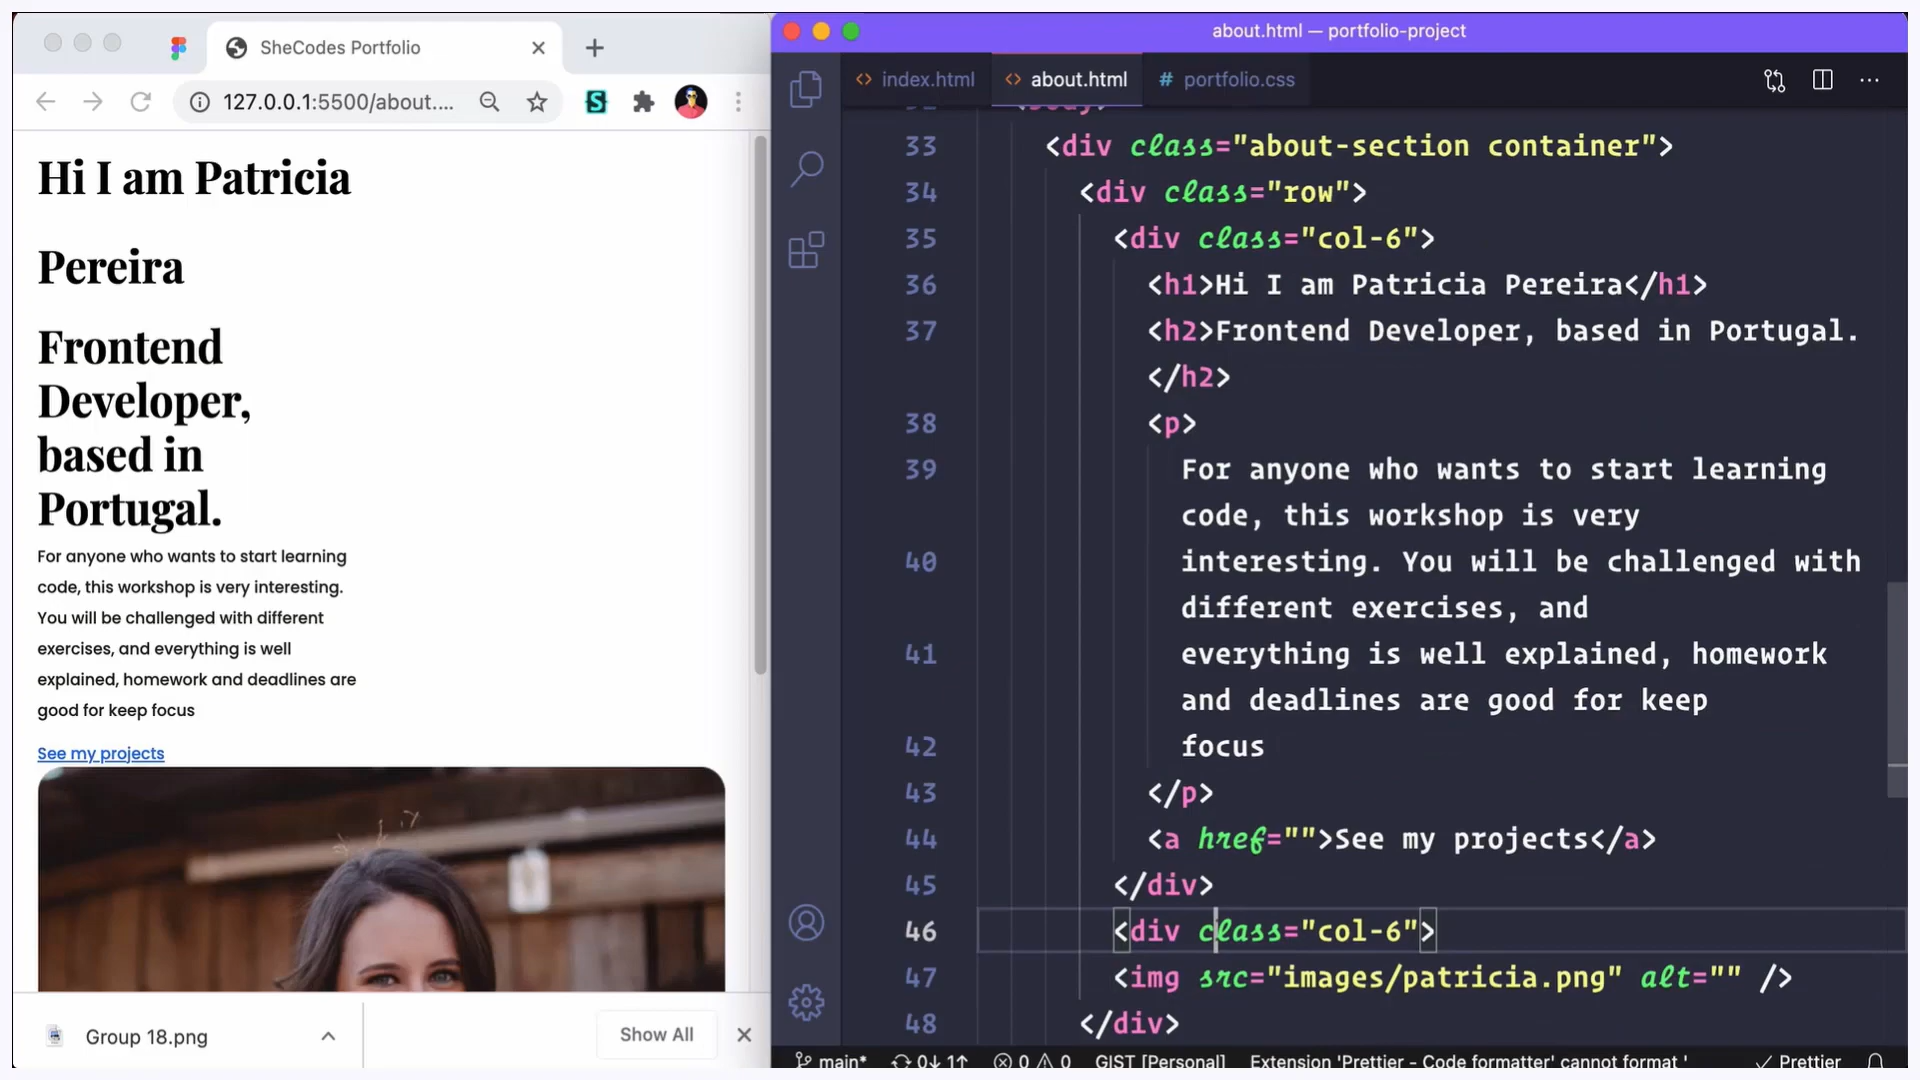 SheCodes Portfolio
127.0.0.1:5500/about....
Hi I am Patricia
Pereira
Frontend
Developer,
based in
Portugal.
For anyone who wants to start learning
code, this workshop is very interesting.
You will be challenged with different
exercises, and everything is well
explained, homework and deadlines are
good for keep focus
See my projects
Group 18.png
Show All
about.html — portfolio-project
index.html
about.html
# portfolio.css
32 <body>
33 <div class="about-section container">
34 <div class="row">
35 <div class="col-6">
36 <h1>Hi I am Patricia Pereira</h1>
37 <h2>Frontend Developer, based in Portugal.
</h2>
38 <p>
39 For anyone who wants to start learning
code, this workshop is very
40 interesting. You will be challenged with
different exercises, and
41 everything is well explained, homework
and deadlines are good for keep
42 focus
43 </p>
44 <a href="">See my projects</a>
45 </div>
46 <div class="col-6">
47 <img src="images/patricia.png" alt="" />
48 </div>
main* 0↓ 1↑ 0 0 GIST [Personal] Extension 'Prettier - Code formatter' cannot format ' ✓ Prettier